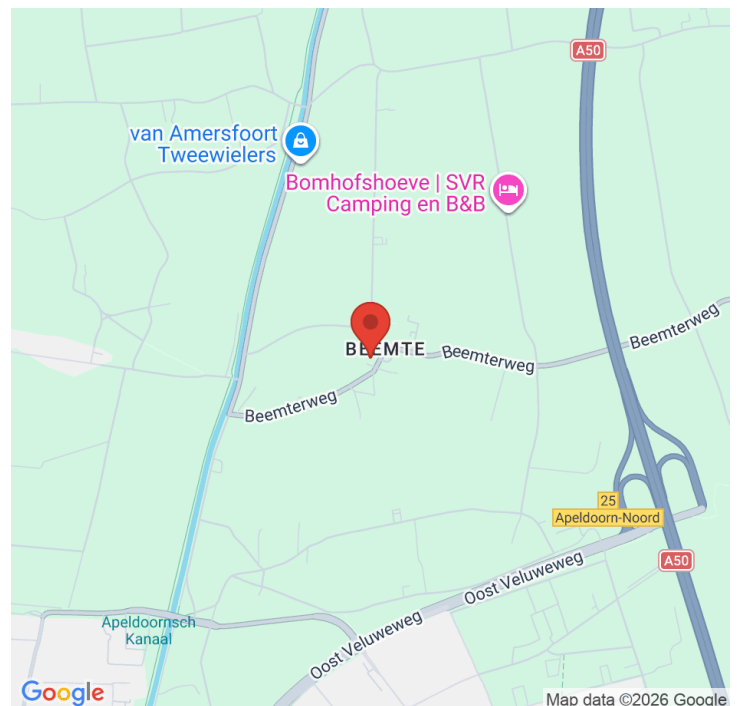 A50
van Amersfoort
Tweewielers
Bomhofshoeve | SVR
Camping en B&B
Beemterweg
BEEMTE
Beemterweg
Beemterweg
25
Apeldoorn-Noord
A50
Oost Veluweweg
Apeldoornsch
Kanaal
Oost Veluweweg
Google
Map data ©2026 Google